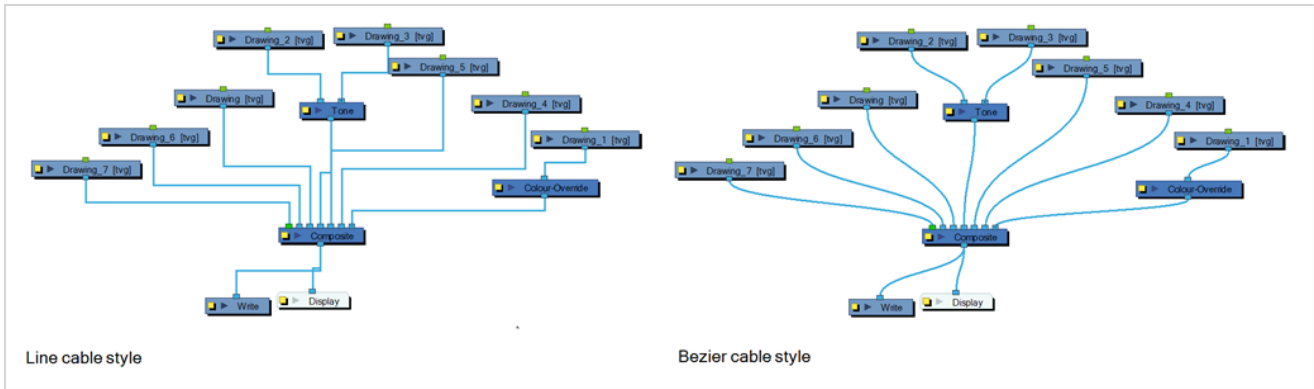 Drawing_2 [tvg]
Drawing_3 [tvg]
Drawing_5 [tvg]
Drawing [tvg]
Tone
Drawing_4 [tvg]
Drawing_6 [tvg]
Drawing_1 [tvg]
Drawing_7 [tvg]
Colour-Override
Composite
Write
Display
Line cable style
Drawing_2 [tvg]
Drawing_3 [tvg]
Drawing_5 [tvg]
Drawing [tvg]
Tone
Drawing_4 [tvg]
Drawing_6 [tvg]
Drawing_1 [tvg]
Drawing_7 [tvg]
Colour-Override
Composite
Write
Display
Bezier cable style